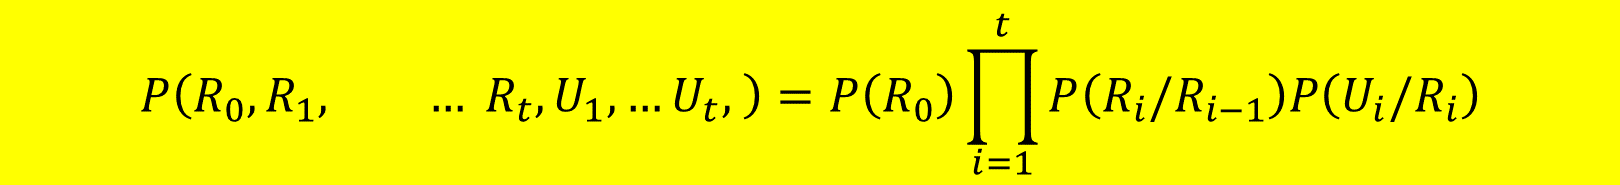 P(R₀, R₁, … Rₜ, U₁, … Uₜ, ) = P(R₀) ∏ᵢ₌₁ᵗ P(Rᵢ/Rᵢ₋₁)P(Uᵢ/Rᵢ)